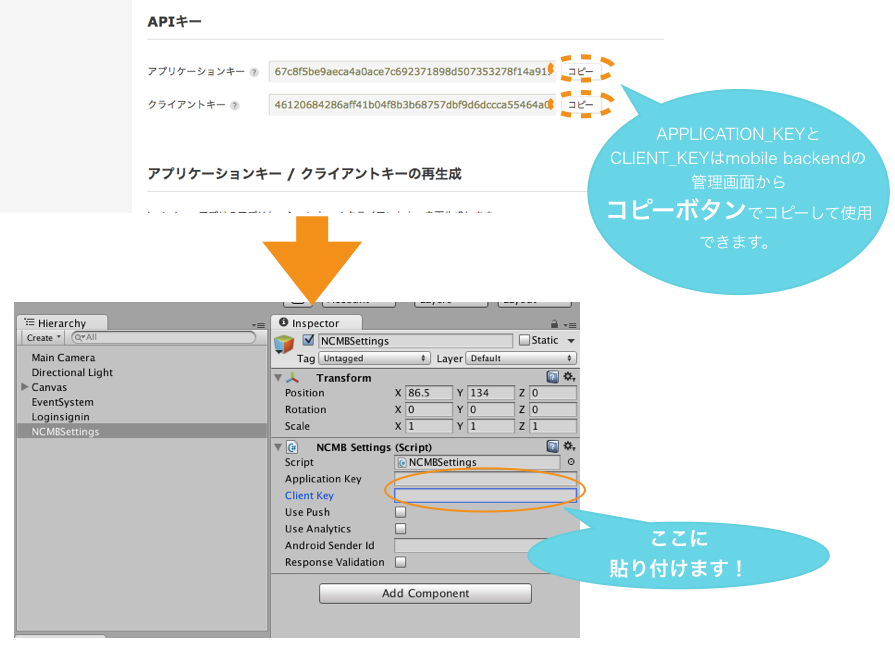 APIキー
アプリケーションキー ?
67c8f5be9aeca4a0ace7c692371898d507353278f14a91
コピー
クライアントキー ?
46120684286aff41b04f8b3b68757dbf9d6dccca55464a0
コピー
アプリケーションキー / クライアントキーの再生成
APPLICATION_KEYと
CLIENT_KEYはmobile backendの
管理画面から
コピーボタンでコピーして使用
できます。
Hierarchy
Create
All
Main Camera
Directional Light
Canvas
EventSystem
Loginsignin
NCMBSettings
Inspector
NCMBSettings
Static
Tag Untagged Layer Default
Transform
Position X 86.5 Y 134 Z 0
Rotation X 0 Y 0 Z 0
Scale X 1 Y 1 Z 1
NCMB Settings (Script)
Script NCMBSettings
Application Key
Client Key
Use Push
Use Analytics
Android Sender Id
Response Validation
Add Component
ここに
貼り付けます！